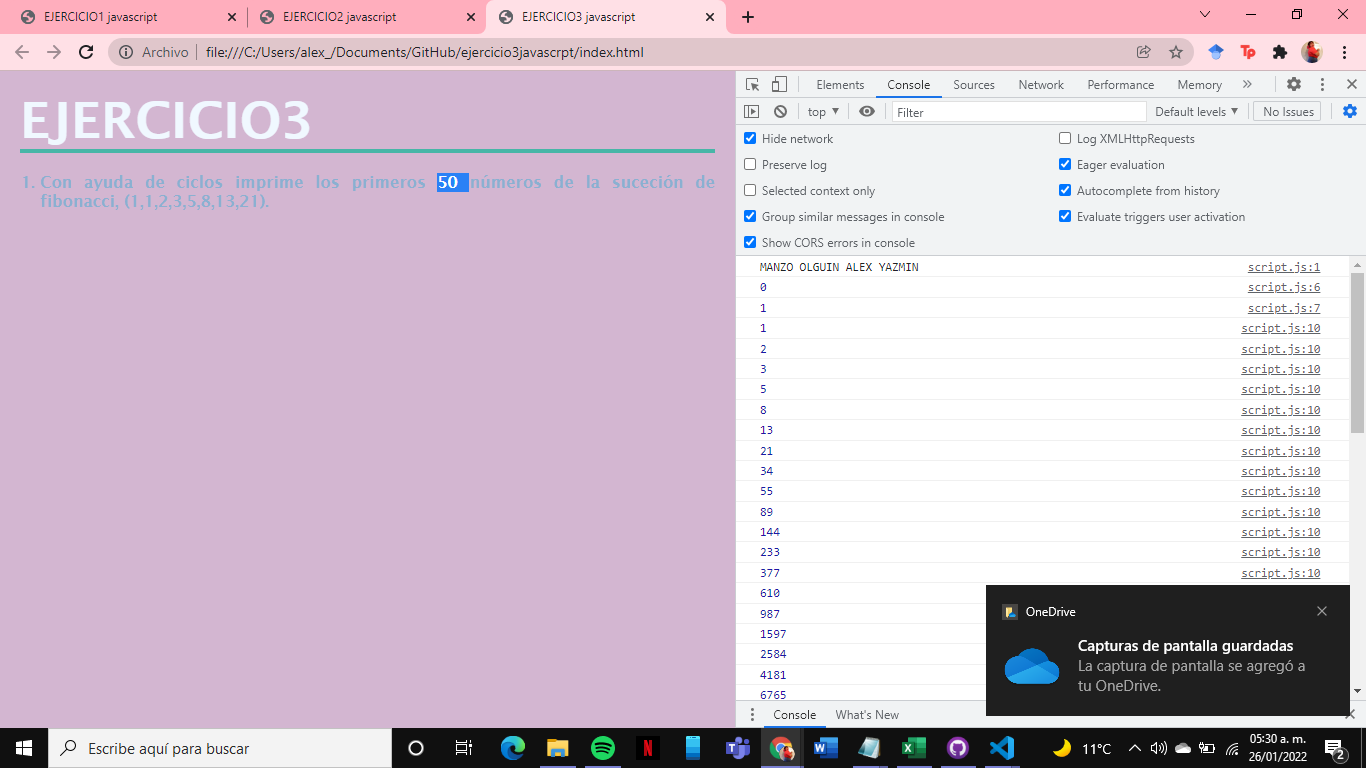 EJERCICIO1 javascript
EJERCICIO2 javascript
EJERCICIO3 javascript
Archivo
file:///C:/Users/alex_/Documents/GitHub/ejercicio3javascrpt/index.html
EJERCICIO3
1. Con ayuda de ciclos imprime los primeros 50 números de la suceción de
fibonacci, (1,1,2,3,5,8,13,21).
Elements Console Sources Network Performance Memory
top Filter Default levels No Issues
Hide network Log XMLHttpRequests
Preserve log Eager evaluation
Selected context only Autocomplete from history
Group similar messages in console Evaluate triggers user activation
Show CORS errors in console
MANZO OLGUIN ALEX YAZMIN script.js:1
0 script.js:6
1 script.js:7
1 script.js:10
2 script.js:10
3 script.js:10
5 script.js:10
8 script.js:10
13 script.js:10
21 script.js:10
34 script.js:10
55 script.js:10
89 script.js:10
144 script.js:10
233 script.js:10
377 script.js:10
610
987
1597
2584
4181
6765
OneDrive
Capturas de pantalla guardadas
La captura de pantalla se agregó a
tu OneDrive.
Console What's New
Escribe aquí para buscar
11°C
05:30 a. m.
26/01/2022
2